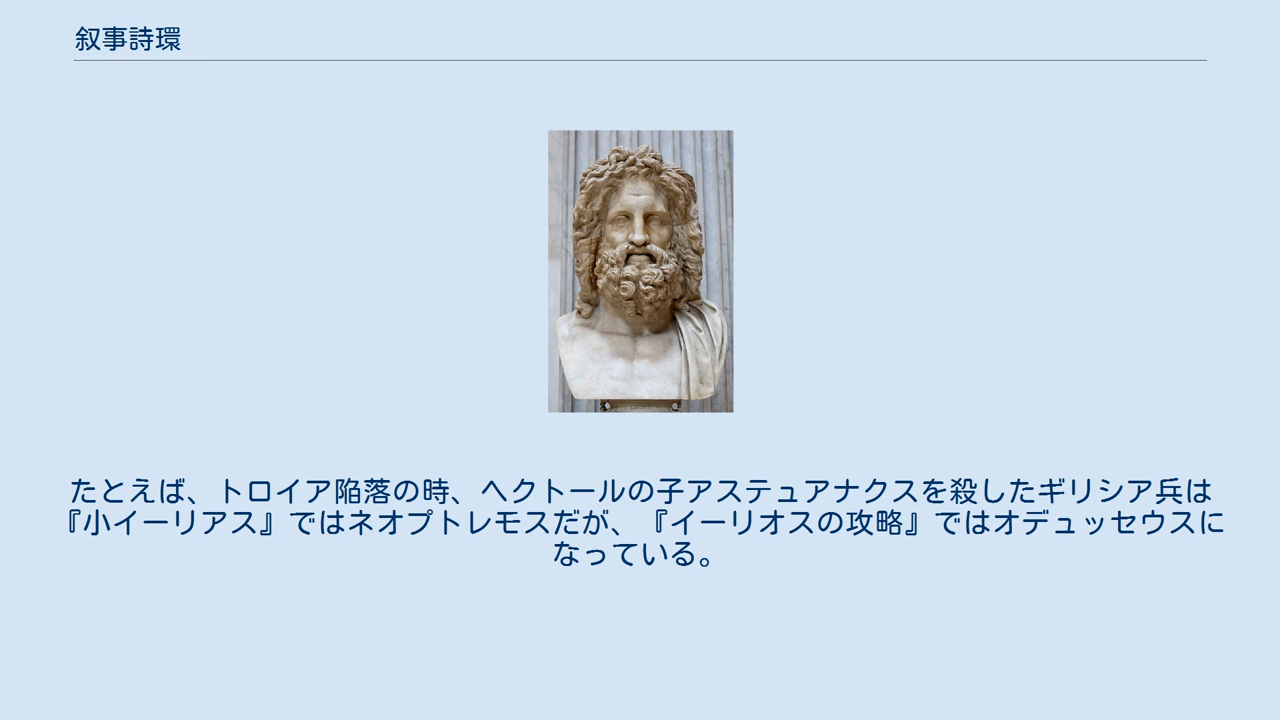 叙事詩環
たとえば、トロイア陥落の時、ヘクトールの子アステュアナクスを殺したギリシア兵は
『小イーリアス』ではネオプトレモスだが、『イーリオスの攻略』ではオデュッセウスに
なっている。